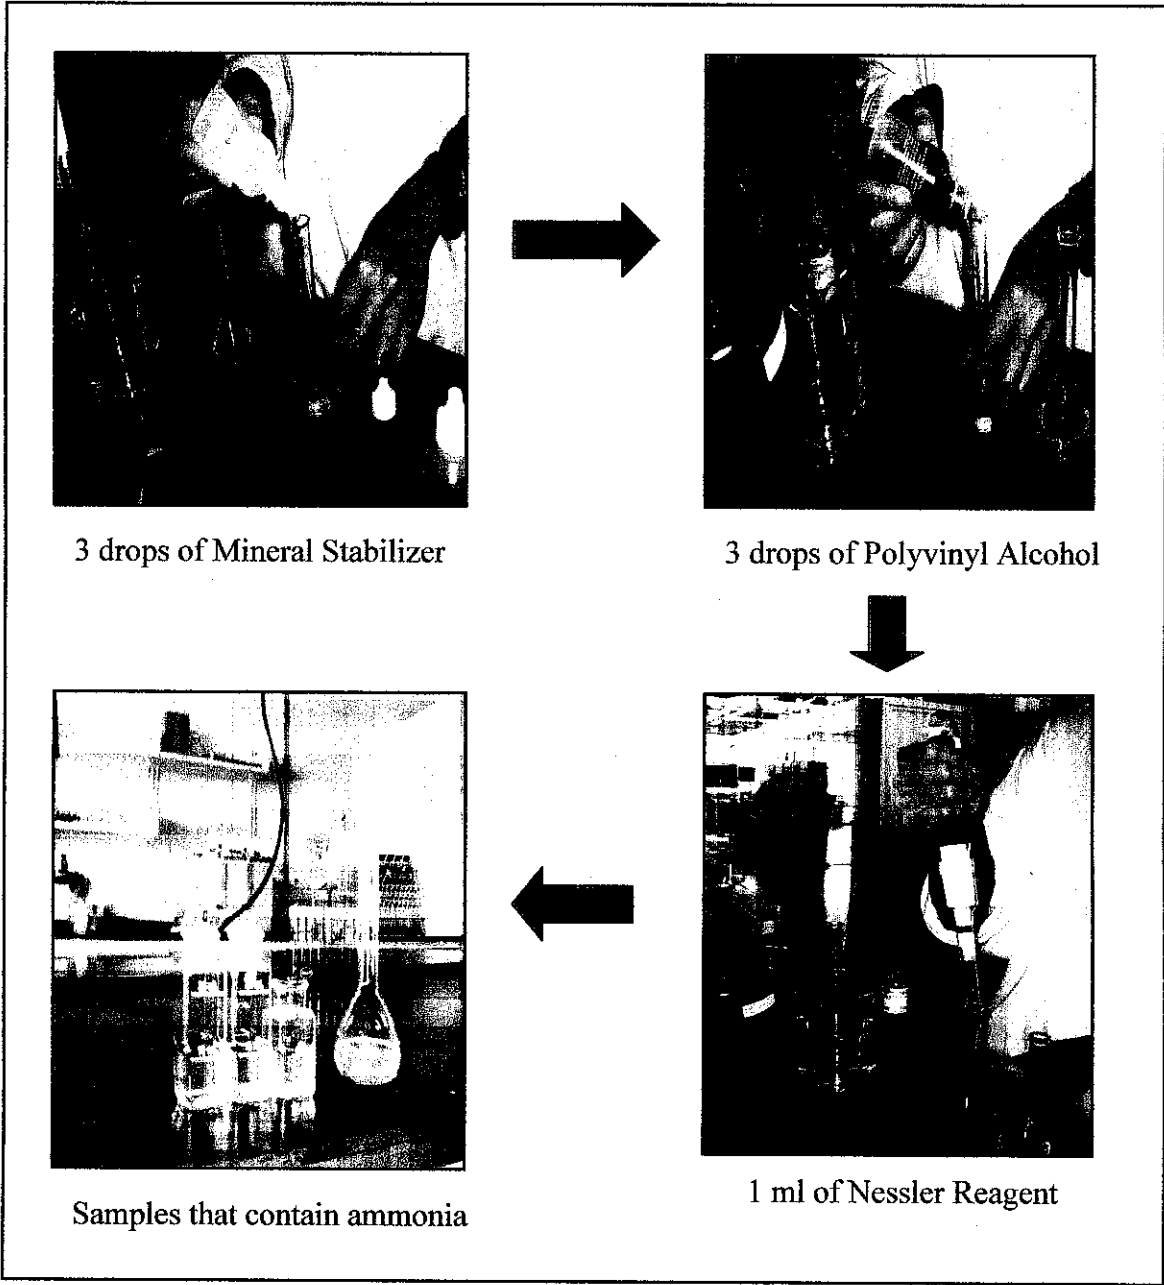 3 drops of Mineral Stabilizer
3 drops of Polyvinyl Alcohol
1 ml of Nessler Reagent
Samples that contain ammonia